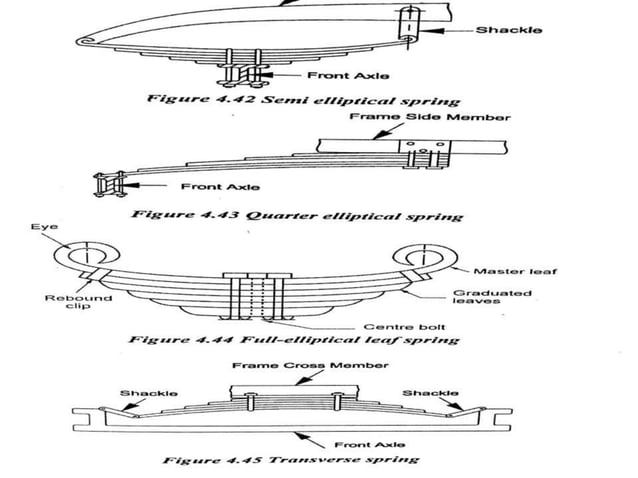 Shackle
Front Axle
Figure 4.42 Semi elliptical spring
Frame Side Member
Front Axle
Figure 4.43 Quarter elliptical spring
Eye
Master leaf
Rebound
clip
Graduated
leaves
Centre bolt
Figure 4.44 Full-elliptical leaf spring
Frame Cross Member
Shackle
Shackle
Front Axle
Figure 4.45 Transverse spring